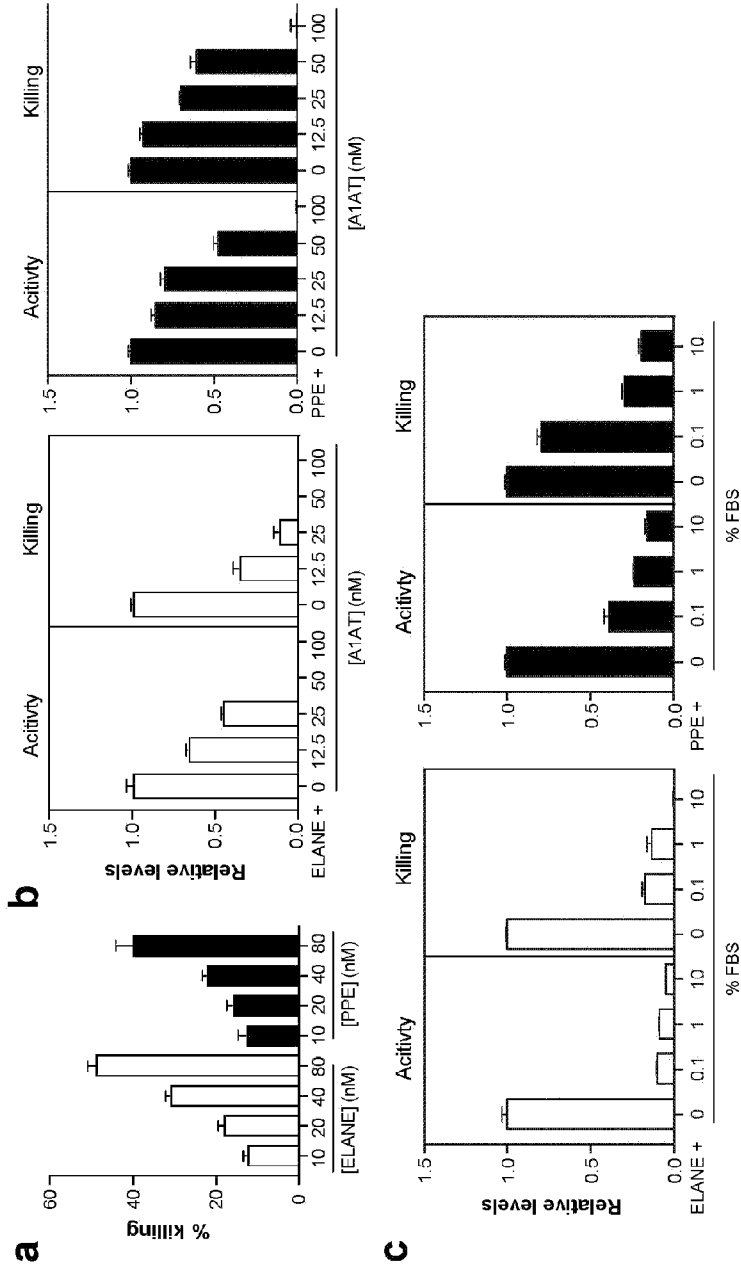 a
% killing
60
40
20
0
10 20 40 80 10 20 40 80
[ELANE] (nM) [PPE] (nM)
b
Relative levels
1.5
1.0
0.5
0.0
Acitivty Killing
ELANE + 0 12.5 25 50 100 0 12.5 25 50 100
[A1AT] (nM)
1.5
1.0
0.5
0.0
Acitivty Killing
PPE + 0 12.5 25 50 100 0 12.5 25 50 100
[A1AT] (nM)
c
Relative levels
1.5
1.0
0.5
0.0
Acitivty Killing
ELANE + 0 0.1 1 10 0 0.1 1 10
% FBS
1.5
1.0
0.5
0.0
Acitivty Killing
PPE + 0 0.1 1 10 0 0.1 1 10
% FBS